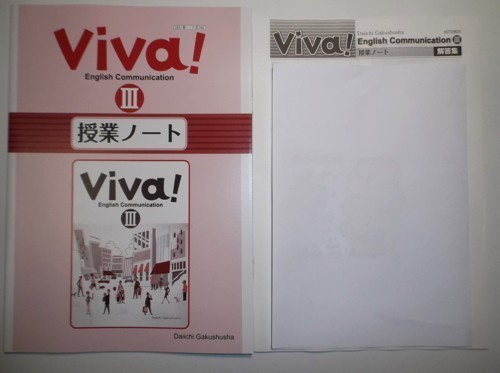 Viva!
English Communication
III
授業ノート
Viva!
English Communication
III
Daiichi Gakushusha
Viva!
Daiichi Gakushusha
English Communication III
授業ノート
解答集